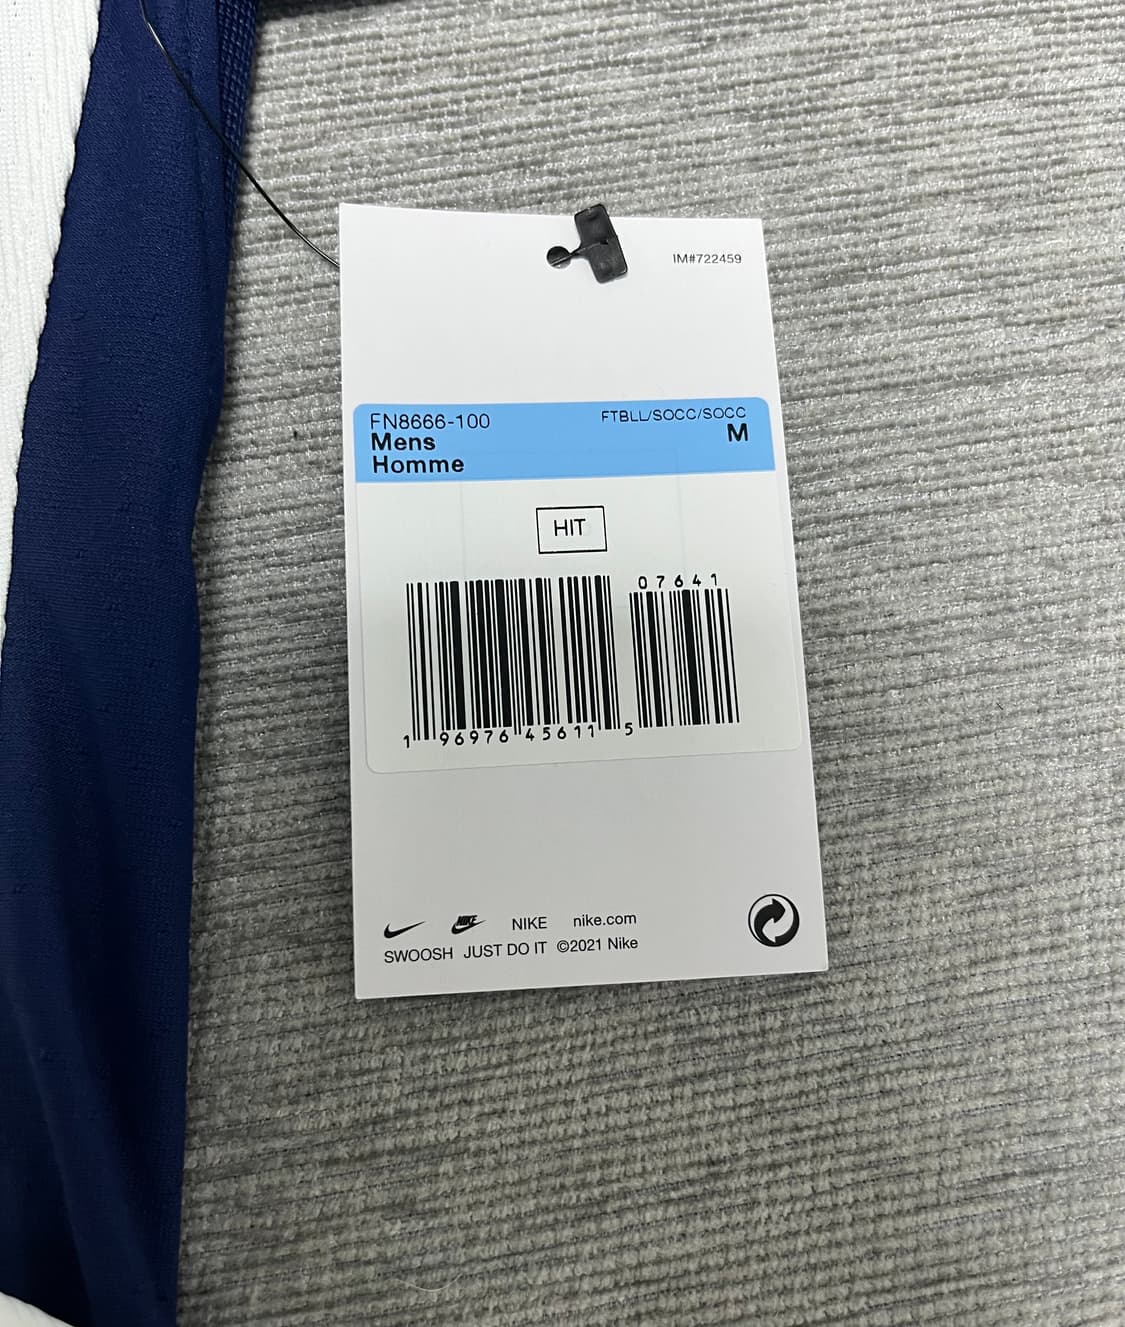 IM#722459
FN8666-100
FTBLL/SOCC/SOCC
Mens
M
Homme
HIT
07641
1 96976 45611 5
NIKE
NIKE nike.com
SWOOSH JUST DO IT ©2021 Nike